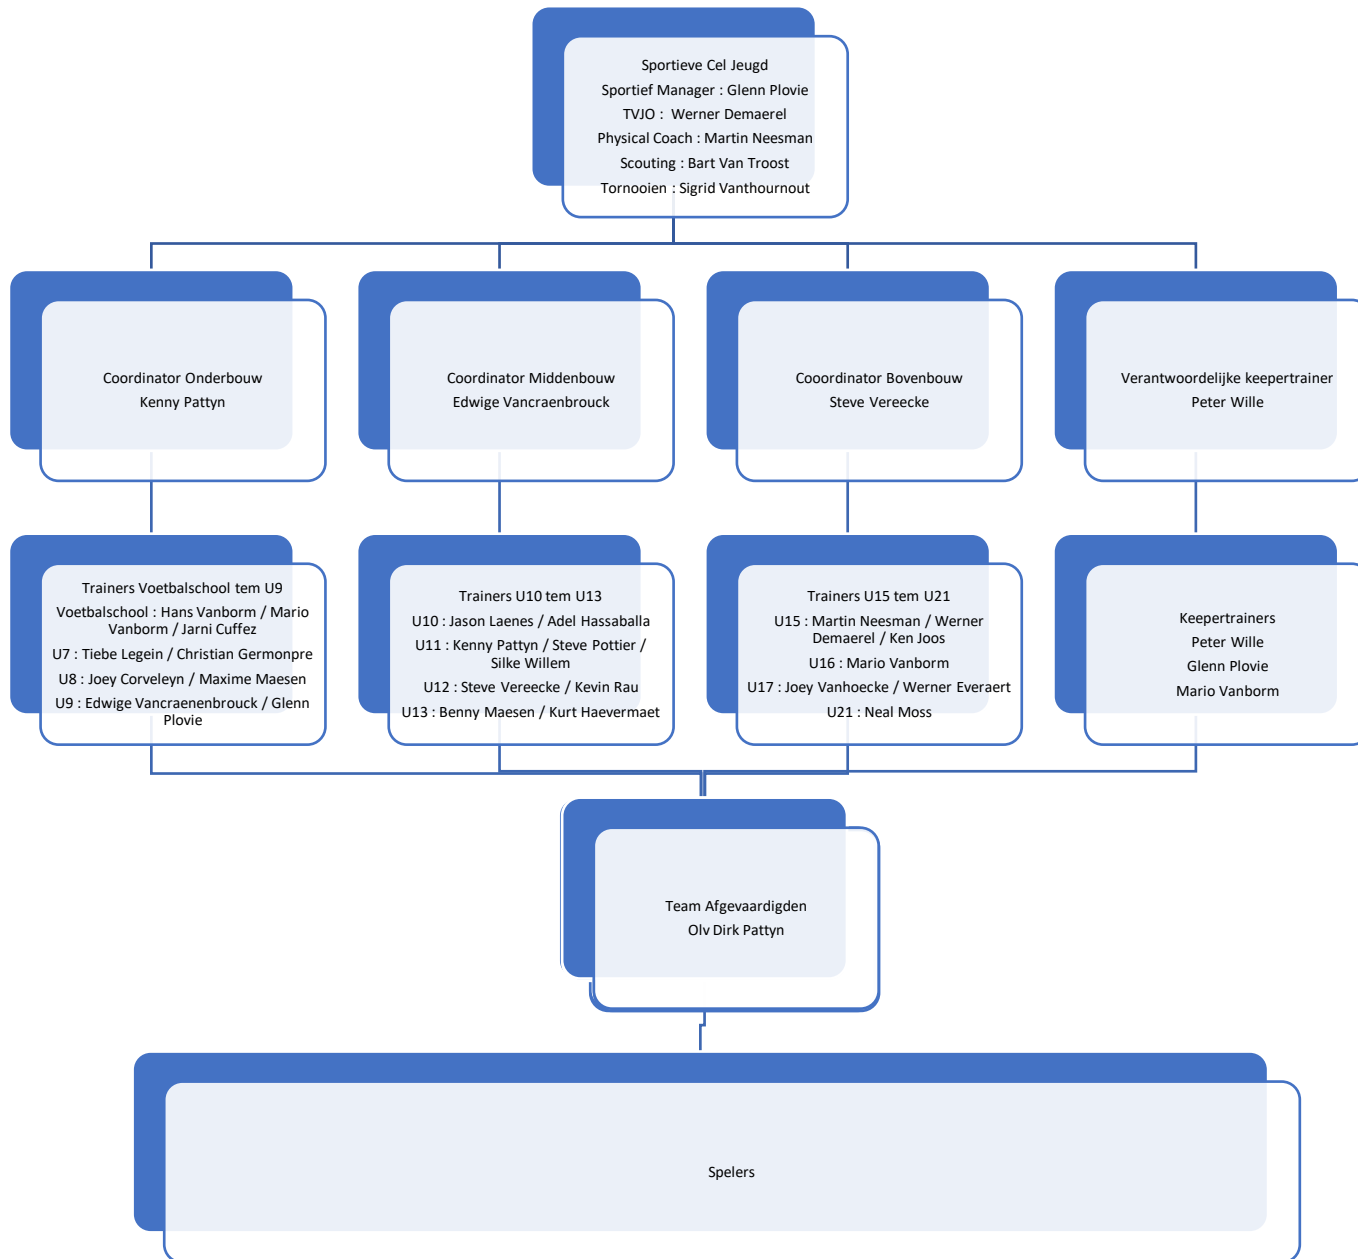 Sportieve Cel Jeugd
Sportief Manager : Glenn Plovie
TVJO : Werner Demaerel
Physical Coach : Martin Neesman
Scouting : Bart Van Troost
Tornooien : Sigrid Vanthournout
Coordinator Onderbouw
Kenny Pattyn
Coordinator Middenbouw
Edwige Vancraenbrouck
Cooordinator Bovenbouw
Steve Vereecke
Verantwoordelijke keepertrainer
Peter Wille
Trainers Voetbalschool tem U9
Voetbalschool : Hans Vanborm / Mario
Vanborm / Jarni Cuffez
U7 : Tiebe Legein / Christian Germonpre
U8 : Joey Corveleyn / Maxime Maesen
U9 : Edwige Vancraenenbrouck / Glenn
Plovie
Trainers U10 tem U13
U10 : Jason Laenes / Adel Hassaballa
U11 : Kenny Pattyn / Steve Pottier /
Silke Willem
U12 : Steve Vereecke / Kevin Rau
U13 : Benny Maesen / Kurt Haevermaet
Trainers U15 tem U21
U15 : Martin Neesman / Werner
Demaerel / Ken Joos
U16 : Mario Vanborm
U17 : Joey Vanhoecke / Werner Everaert
U21 : Neal Moss
Keepertrainers
Peter Wille
Glenn Plovie
Mario Vanborm
Team Afgevaardigden
Olv Dirk Pattyn
Spelers